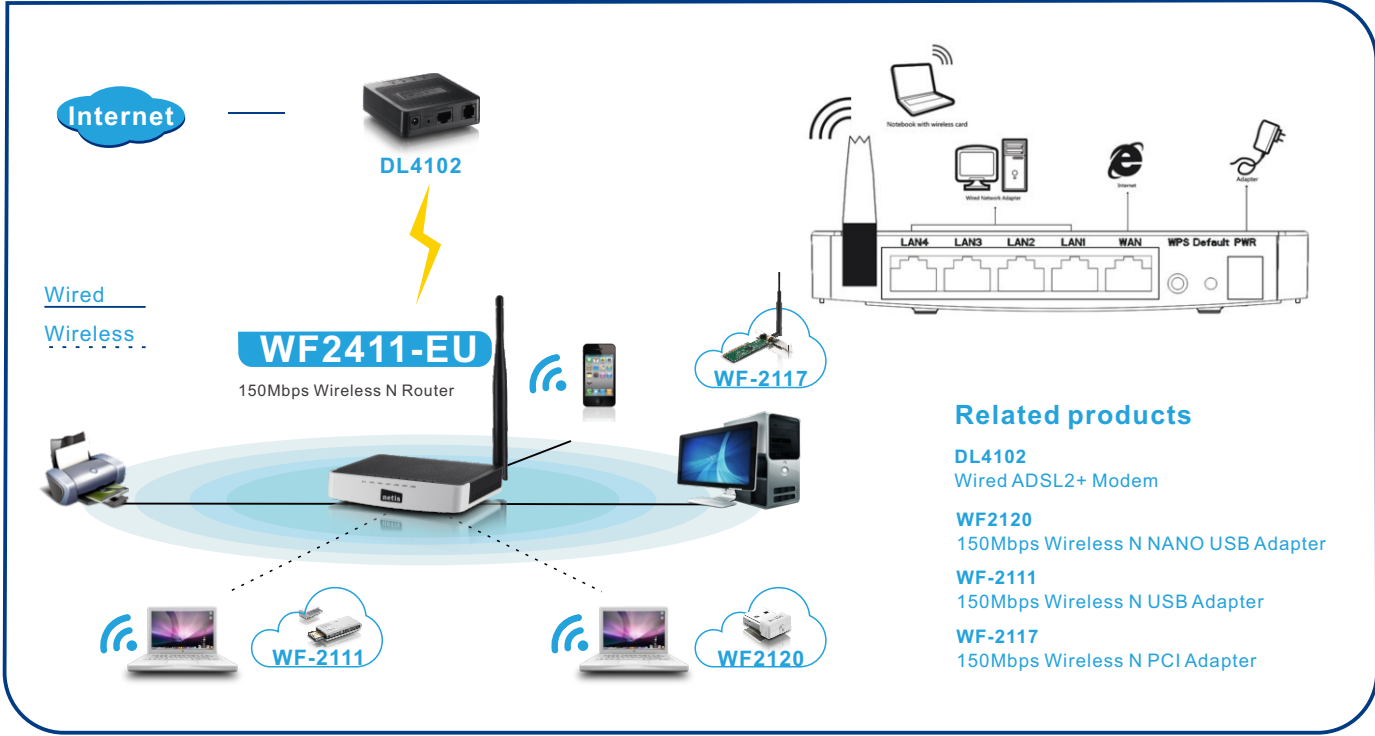 Internet
DL4102
Wired
Wireless
WF2411-EU
150Mbps Wireless N Router
netis
WF-2117
WF-2111
WF2120
Notebook with wireless card
Wired Network Adapter
Internet
Adapter
LAN4 LAN3 LAN2 LAN1 WAN WPS Default PWR
Related products
DL4102
Wired ADSL2+ Modem
WF2120
150Mbps Wireless N NANO USB Adapter
WF-2111
150Mbps Wireless N USB Adapter
WF-2117
150Mbps Wireless N PCI Adapter